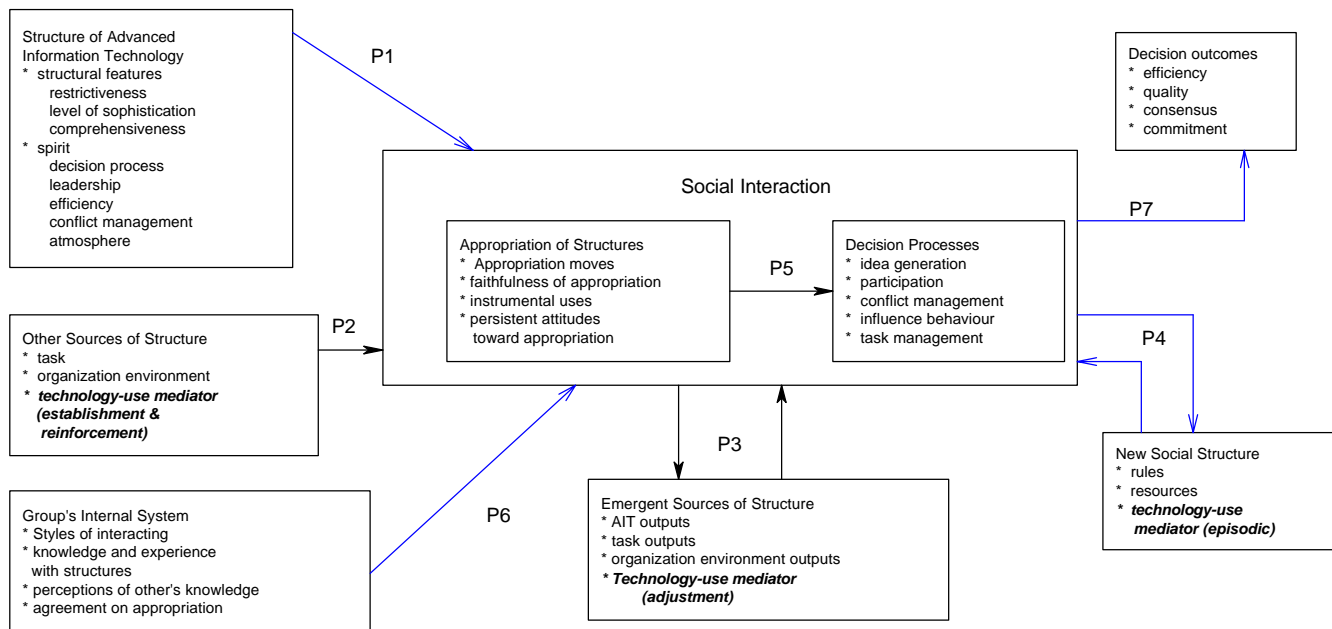 Structure of Advanced
Information Technology
* structural features
restrictiveness
level of sophistication
comprehensiveness
* spirit
decision process
leadership
efficiency
conflict management
atmosphere
P1
Decision outcomes
* efficiency
* quality
* consensus
* commitment
Social Interaction
P7
Appropriation of Structures
* Appropriation moves
* faithfulness of appropriation
* instrumental uses
* persistent attitudes
toward appropriation
P5
Decision Processes
* idea generation
* participation
* conflict management
* influence behaviour
* task management
Other Sources of Structure
* task
* organization environment
* technology-use mediator
(establishment &
reinforcement)
P2
P4
P3
New Social Structure
* rules
* resources
* technology-use
mediator (episodic)
Group's Internal System
* Styles of interacting
* knowledge and experience
with structures
* perceptions of other's knowledge
* agreement on appropriation
P6
Emergent Sources of Structure
* AIT outputs
* task outputs
* organization environment outputs
* Technology-use mediator
(adjustment)